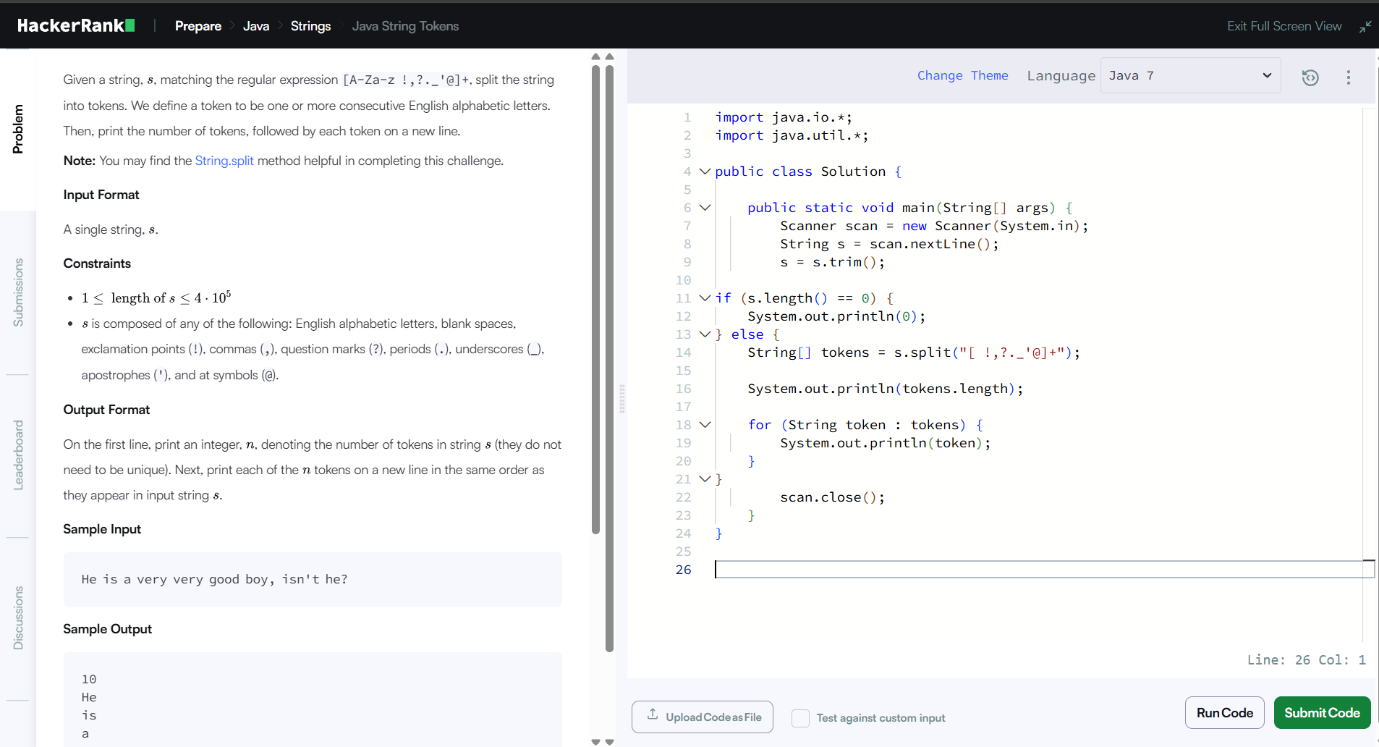 HackerRank | Prepare > Java > Strings > Java String Tokens Exit Full Screen View
Problem
Submissions
Leaderboard
Discussions
Given a string, s, matching the regular expression [A-Za-z !,?._'@]+, split the string
into tokens. We define a token to be one or more consecutive English alphabetic letters.
Then, print the number of tokens, followed by each token on a new line.
Note: You may find the String.split method helpful in completing this challenge.
Input Format
A single string, s.
Constraints
• 1 ≤ length of s ≤ 4 · 10⁵
• s is composed of any of the following: English alphabetic letters, blank spaces,
exclamation points (!), commas (,), question marks (?), periods (.), underscores (_),
apostrophes ('), and at symbols (@).
Output Format
On the first line, print an integer, n, denoting the number of tokens in string s (they do not
need to be unique). Next, print each of the n tokens on a new line in the same order as
they appear in input string s.
Sample Input
He is a very very good boy, isn't he?
Sample Output
10
He
is
a
Change Theme Language Java 7
1 import java.io.*;
2 import java.util.*;
3
4 public class Solution {
5
6 public static void main(String[] args) {
7 Scanner scan = new Scanner(System.in);
8 String s = scan.nextLine();
9 s = s.trim();
10
11 if (s.length() == 0) {
12 System.out.println(0);
13 } else {
14 String[] tokens = s.split("[ !,?._'@]+");
15
16 System.out.println(tokens.length);
17
18 for (String token : tokens) {
19 System.out.println(token);
20 }
21 }
22 scan.close();
23 }
24 }
25
26
Line: 26 Col: 1
Upload Code as File
Test against custom input
Run Code
Submit Code